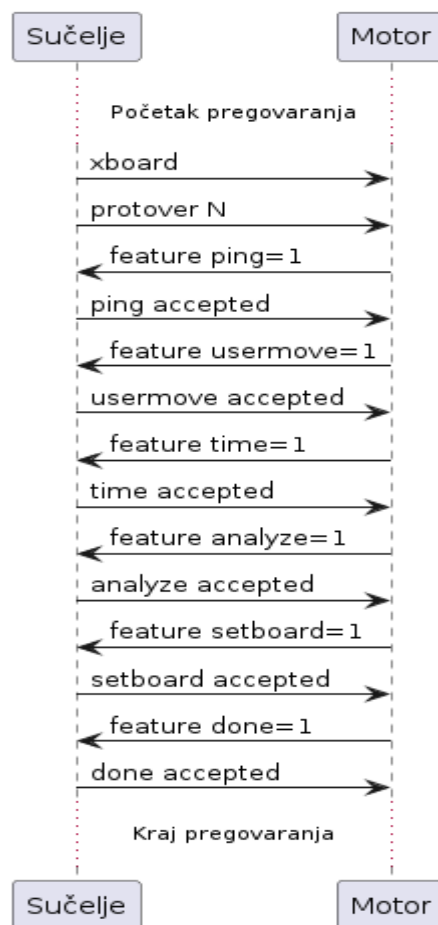 Sučelje Motor
Početak pregovaranja
xboard
protover N
feature ping=1
ping accepted
feature usermove=1
usermove accepted
feature time=1
time accepted
feature analyze=1
analyze accepted
feature setboard=1
setboard accepted
feature done=1
done accepted
Kraj pregovaranja
Sučelje Motor